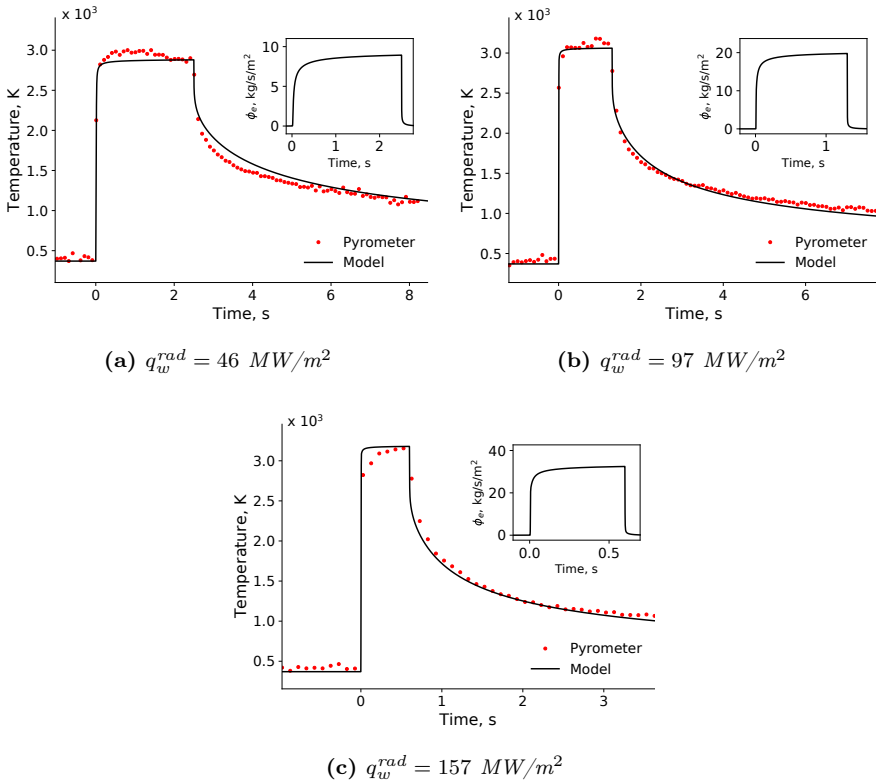 x 10³
3.0
2.5
2.0
1.5
1.0
0.5
0
2
4
6
8
Temperature, K
Time, s
10
5
0
0
1
2
ϕₑ, kg/s/m²
Time, s
Pyrometer
Model
(a) q_w^{rad} = 46 MW/m²
x 10³
3.0
2.5
2.0
1.5
1.0
0.5
0
2
4
6
Temperature, K
Time, s
20
10
0
0
1
ϕₑ, kg/s/m²
Time, s
Pyrometer
Model
(b) q_w^{rad} = 97 MW/m²
x 10³
3.0
2.5
2.0
1.5
1.0
0.5
0
1
2
3
Temperature, K
Time, s
40
20
0
0.0
0.5
ϕₑ, kg/s/m²
Time, s
Pyrometer
Model
(c) q_w^{rad} = 157 MW/m²